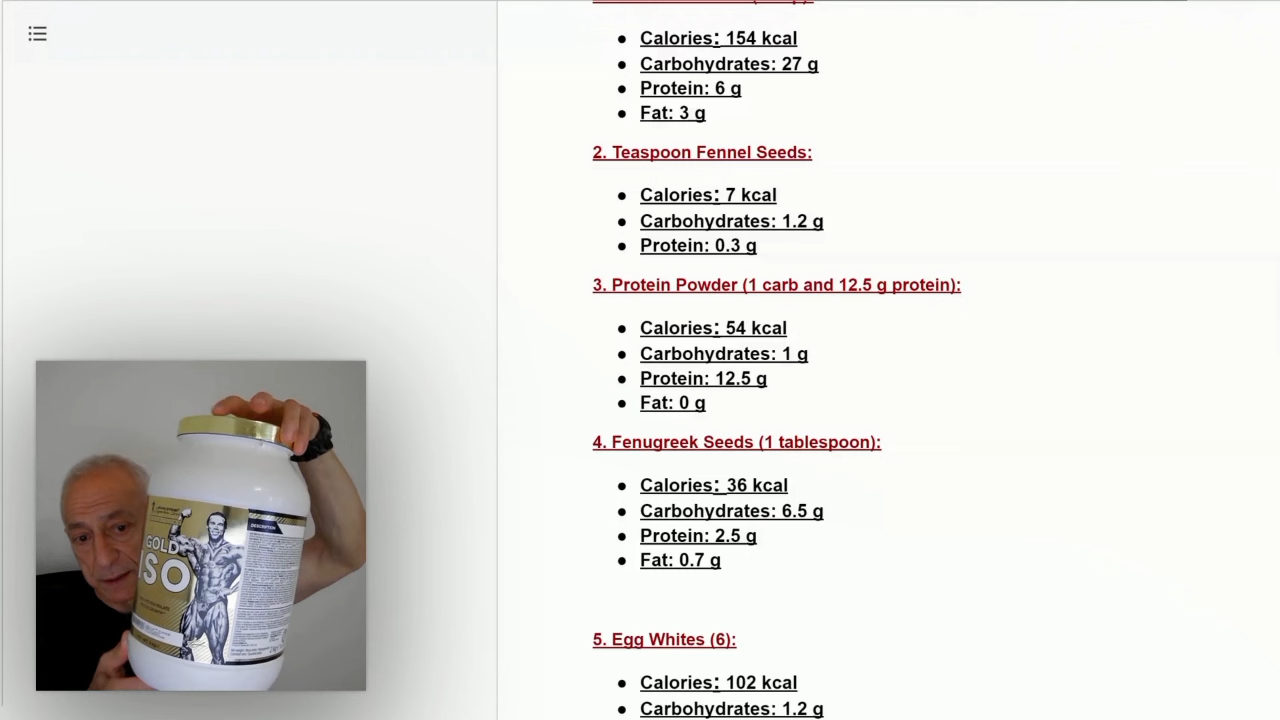 Calories: 154 kcal
Carbohydrates: 27 g
Protein: 6 g
Fat: 3 g
2. Teaspoon Fennel Seeds:
Calories: 7 kcal
Carbohydrates: 1.2 g
Protein: 0.3 g
3. Protein Powder (1 carb and 12.5 g protein):
Calories: 54 kcal
Carbohydrates: 1 g
Protein: 12.5 g
Fat: 0 g
4. Fenugreek Seeds (1 tablespoon):
Calories: 36 kcal
Carbohydrates: 6.5 g
Protein: 2.5 g
Fat: 0.7 g
5. Egg Whites (6):
Calories: 102 kcal
Carbohydrates: 1.2 g
GOLD
ISO
DESCRIPTION